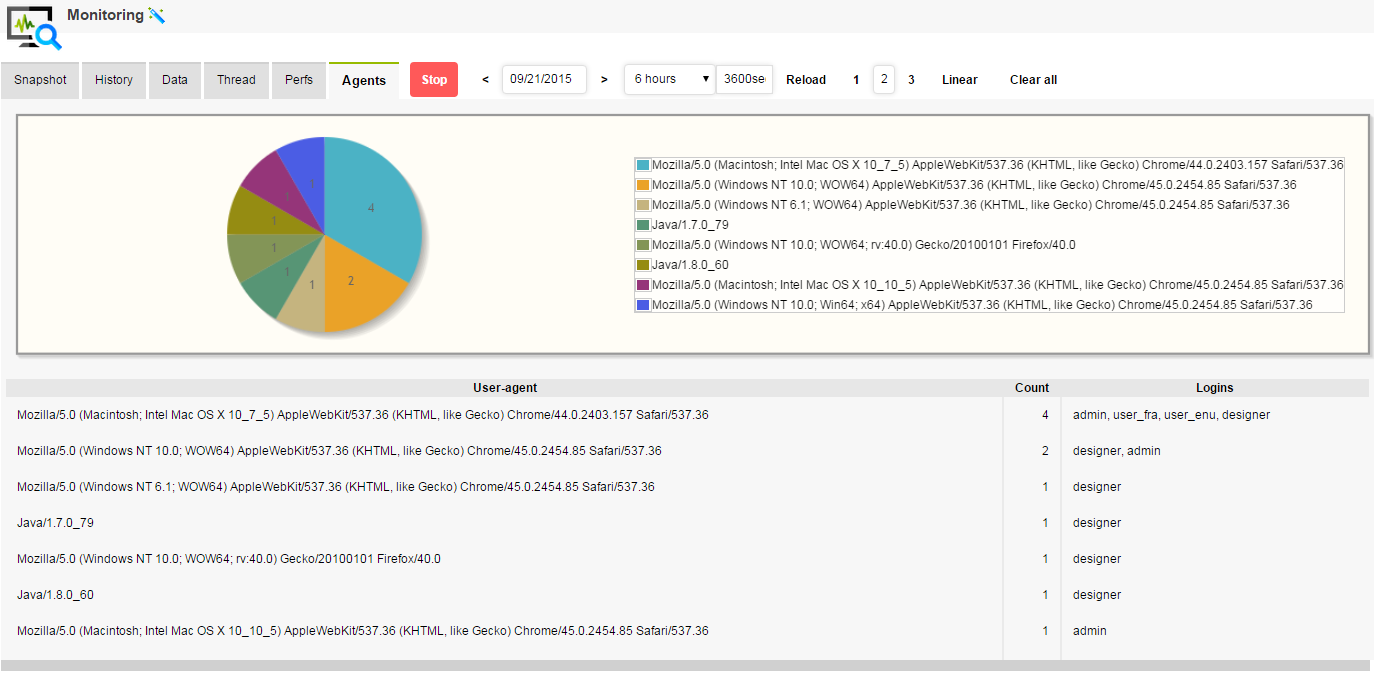 Monitoring
Snapshot History Data Thread Perfs Agents Stop < 09/21/2015 > 6 hours 3600se Reload 1 2 3 Linear Clear all
4
2
1
1
1
1
1
1
Mozilla/5.0 (Macintosh; Intel Mac OS X 10_7_5) AppleWebKit/537.36 (KHTML, like Gecko) Chrome/44.0.2403.157 Safari/537.36
Mozilla/5.0 (Windows NT 10.0; WOW64) AppleWebKit/537.36 (KHTML, like Gecko) Chrome/45.0.2454.85 Safari/537.36
Mozilla/5.0 (Windows NT 6.1; WOW64) AppleWebKit/537.36 (KHTML, like Gecko) Chrome/45.0.2454.85 Safari/537.36
Java/1.7.0_79
Mozilla/5.0 (Windows NT 10.0; WOW64; rv:40.0) Gecko/20100101 Firefox/40.0
Java/1.8.0_60
Mozilla/5.0 (Macintosh; Intel Mac OS X 10_10_5) AppleWebKit/537.36 (KHTML, like Gecko) Chrome/45.0.2454.85 Safari/537.36
Mozilla/5.0 (Windows NT 10.0; Win64; x64) AppleWebKit/537.36 (KHTML, like Gecko) Chrome/45.0.2454.85 Safari/537.36
User-agent Count Logins
Mozilla/5.0 (Macintosh; Intel Mac OS X 10_7_5) AppleWebKit/537.36 (KHTML, like Gecko) Chrome/44.0.2403.157 Safari/537.36 4 admin, user_fra, user_enu, designer
Mozilla/5.0 (Windows NT 10.0; WOW64) AppleWebKit/537.36 (KHTML, like Gecko) Chrome/45.0.2454.85 Safari/537.36 2 designer, admin
Mozilla/5.0 (Windows NT 6.1; WOW64) AppleWebKit/537.36 (KHTML, like Gecko) Chrome/45.0.2454.85 Safari/537.36 1 designer
Java/1.7.0_79 1 designer
Mozilla/5.0 (Windows NT 10.0; WOW64; rv:40.0) Gecko/20100101 Firefox/40.0 1 designer
Java/1.8.0_60 1 designer
Mozilla/5.0 (Macintosh; Intel Mac OS X 10_10_5) AppleWebKit/537.36 (KHTML, like Gecko) Chrome/45.0.2454.85 Safari/537.36 1 admin